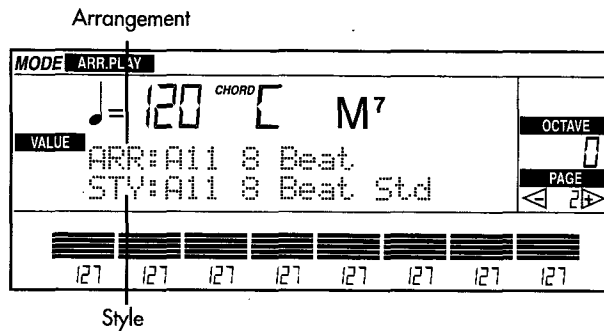 Arrangement
MODE ARR.PLAY
♩= 120 CHORD C M7
OCTAVE
VALUE
0
ARR:A11 8 Beat
PAGE
STY:A11 8 Beat Std
- 2 +
127 127 127 127 127 127 127 127
Style